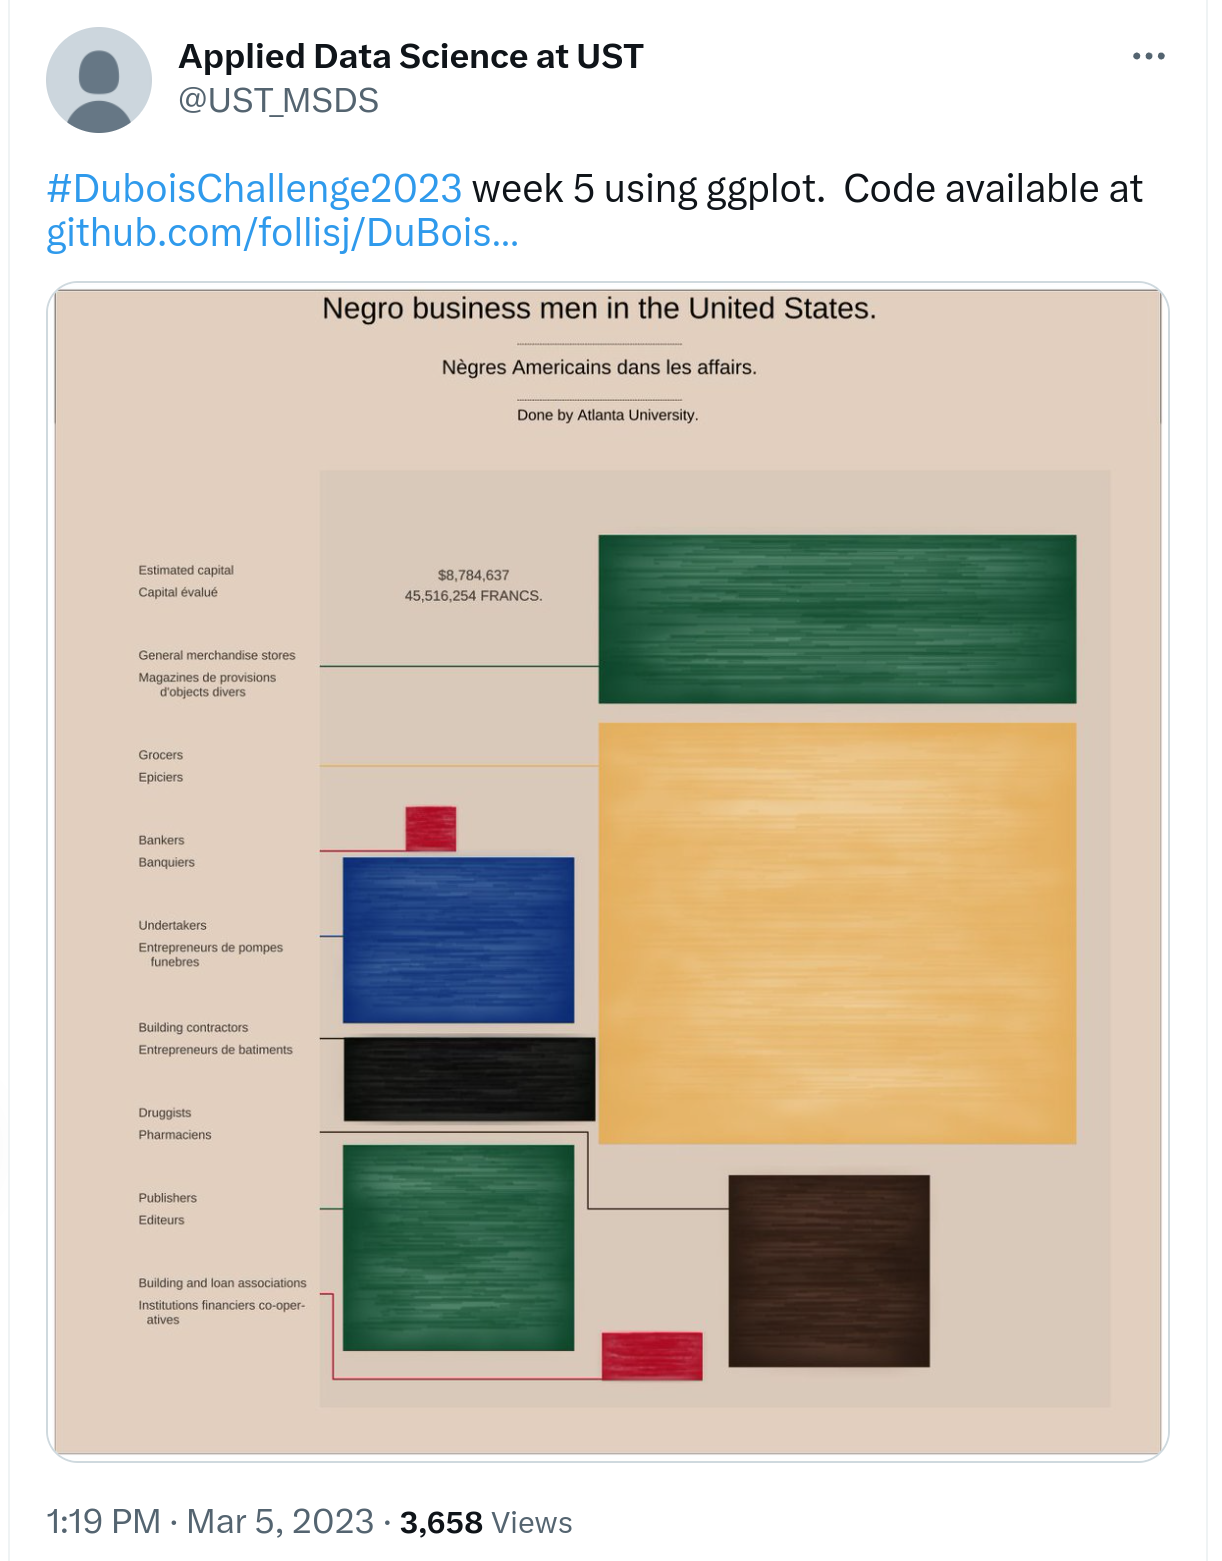 Applied Data Science at UST
@UST_MSDS
#DuboisChallenge2023 week 5 using ggplot.  Code available at
github.com/follisj/DuBois…
Negro business men in the United States.
Nègres Americains dans les affairs.
Done by Atlanta University.
Estimated capital
Capital évalué
$8,784,637
45,516,254 FRANCS.
General merchandise stores
Magazines de provisions
d'objects divers
Grocers
Epiciers
Bankers
Banquiers
Undertakers
Entrepreneurs de pompes
funebres
Building contractors
Entrepreneurs de batiments
Druggists
Pharmaciens
Publishers
Editeurs
Building and loan associations
Institutions financiers co-oper-
atives
1:19 PM · Mar 5, 2023 · 3,658 Views